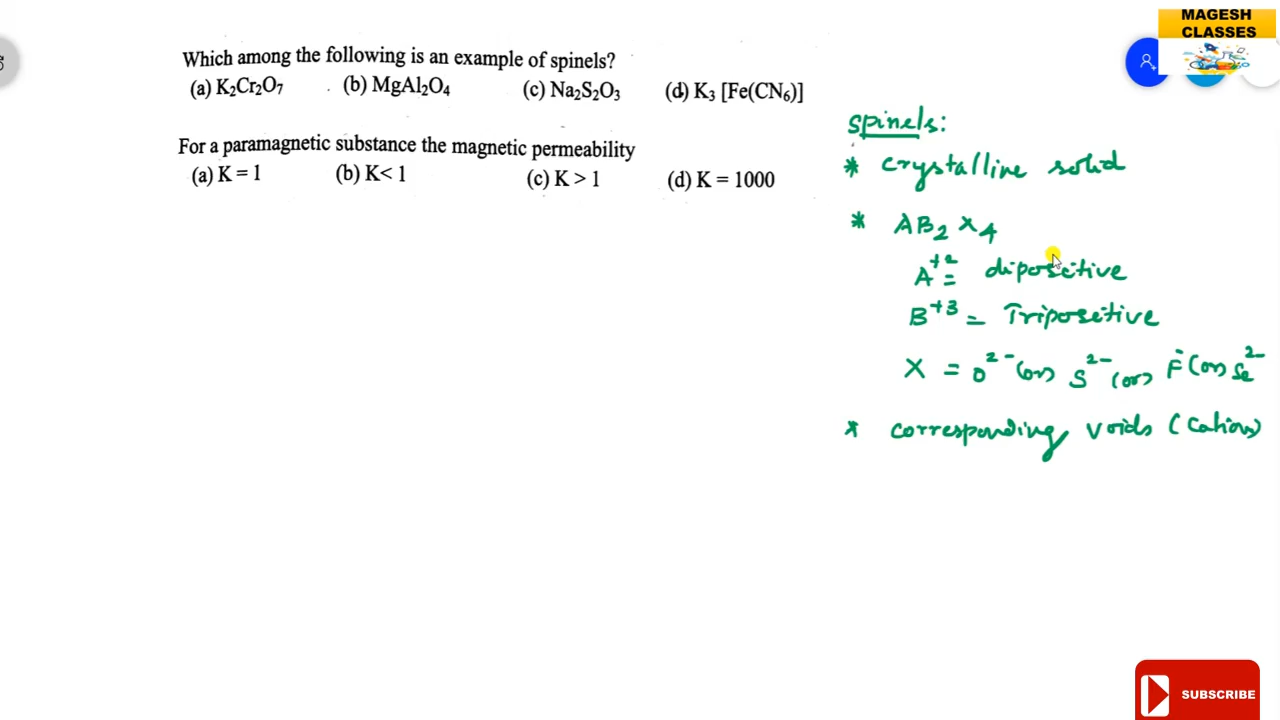 MAGESH
CLASSES
Which among the following is an example of spinels?
(a) K₂Cr₂O₇ (b) MgAl₂O₄ (c) Na₂S₂O₃ (d) K₃ [Fe(CN₆)]
For a paramagnetic substance the magnetic permeability
(a) K = 1 (b) K< 1 (c) K > 1 (d) K = 1000
Spinels:
* Crystalline solid
* AB₂X₄
A⁺² = dipositive
B⁺³ = Tripositive
X = O²⁻ (or) S²⁻ (or) F⁻ (or) Se²⁻
* Corresponding voids (Cations)
SUBSCRIBE